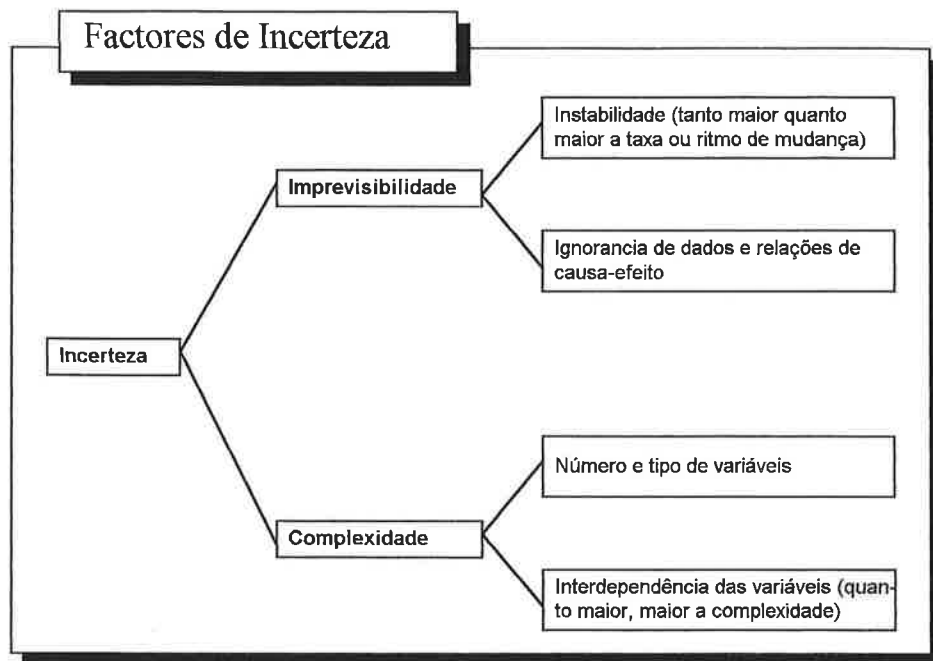 Factores de Incerteza
Instabilidade (tanto maior quanto
maior a taxa ou ritmo de mudança)
Imprevisibilidade
Ignorancia de dados e relações de
causa-efeito
Incerteza
Número e tipo de variáveis
Complexidade
Interdependência das variáveis (quan-
to maior, maior a complexidade)